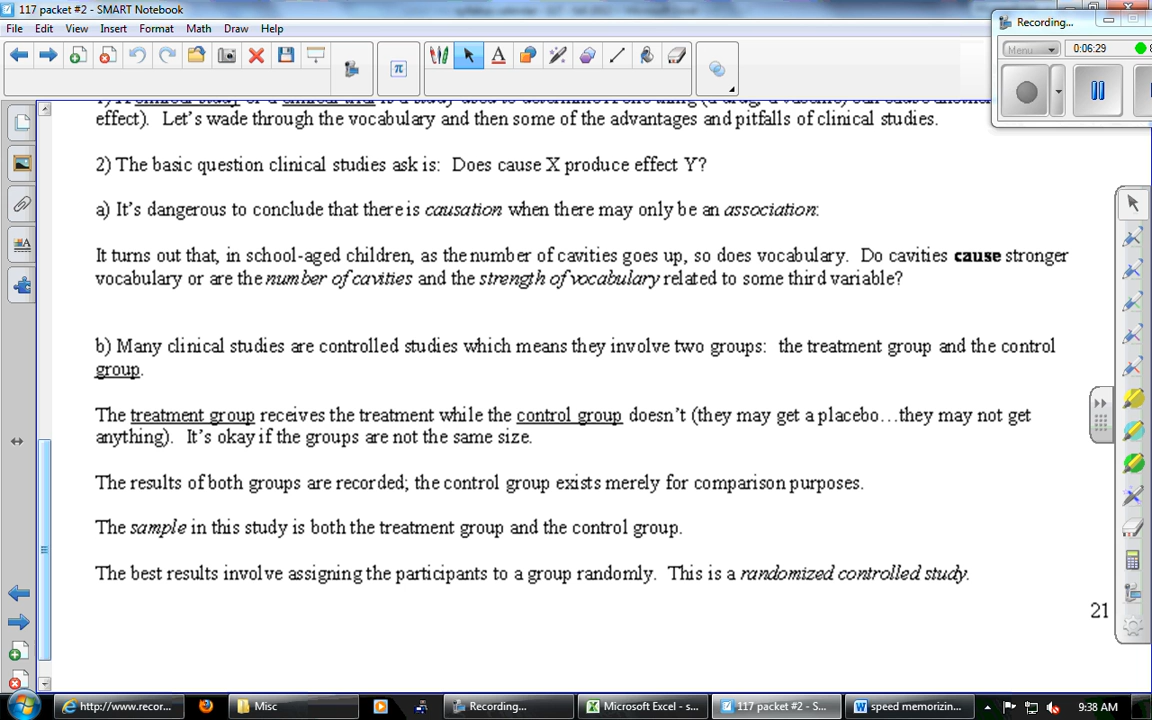 117 packet #2 - SMART Notebook
File Edit View Insert Format Math Draw Help
Recording...
Menu
0:06:29
π
A
effect). Let's wade through the vocabulary and then some of the advantages and pitfalls of clinical studies.
2) The basic question clinical studies ask is: Does cause X produce effect Y?
a) It's dangerous to conclude that there is causation when there may only be an association:
It turns out that, in school-aged children, as the number of cavities goes up, so does vocabulary. Do cavities cause stronger
vocabulary or are the number of cavities and the strength of vocabulary related to some third variable?
b) Many clinical studies are controlled studies which means they involve two groups: the treatment group and the control
group.
The treatment group receives the treatment while the control group doesn't (they may get a placebo…they may not get
anything). It's okay if the groups are not the same size.
The results of both groups are recorded; the control group exists merely for comparison purposes.
The sample in this study is both the treatment group and the control group.
The best results involve assigning the participants to a group randomly. This is a randomized controlled study.
21
http://www.recor... Misc Recording... Microsoft Excel - s... 117 packet #2 - S... speed memorizin... 9:38 AM